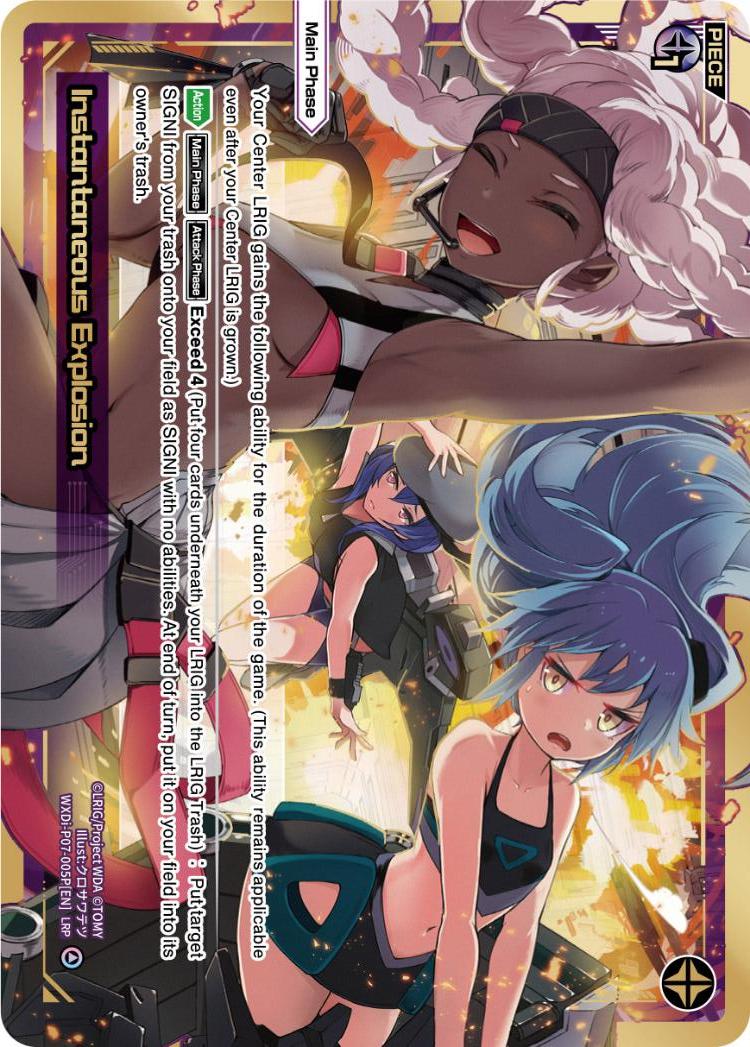 PIECE
1
Main Phase
Your Center LRIG gains the following ability for the duration of the game. (This ability remains applicable
even after your Center LRIG is grown.)
Action Main Phase Attack Phase Exceed 4 (Put four cards underneath your LRIG into the LRIG Trash) : Put target
SIGNI from your trash onto your field as SIGNI with no abilities. At end of turn, put it on your field into its
owner's trash.
Instantaneous Explosion
©LRIG/Project WDA ©TOMY
Illust:クロサワテツ
WXDi-P07-005P[EN] LRP